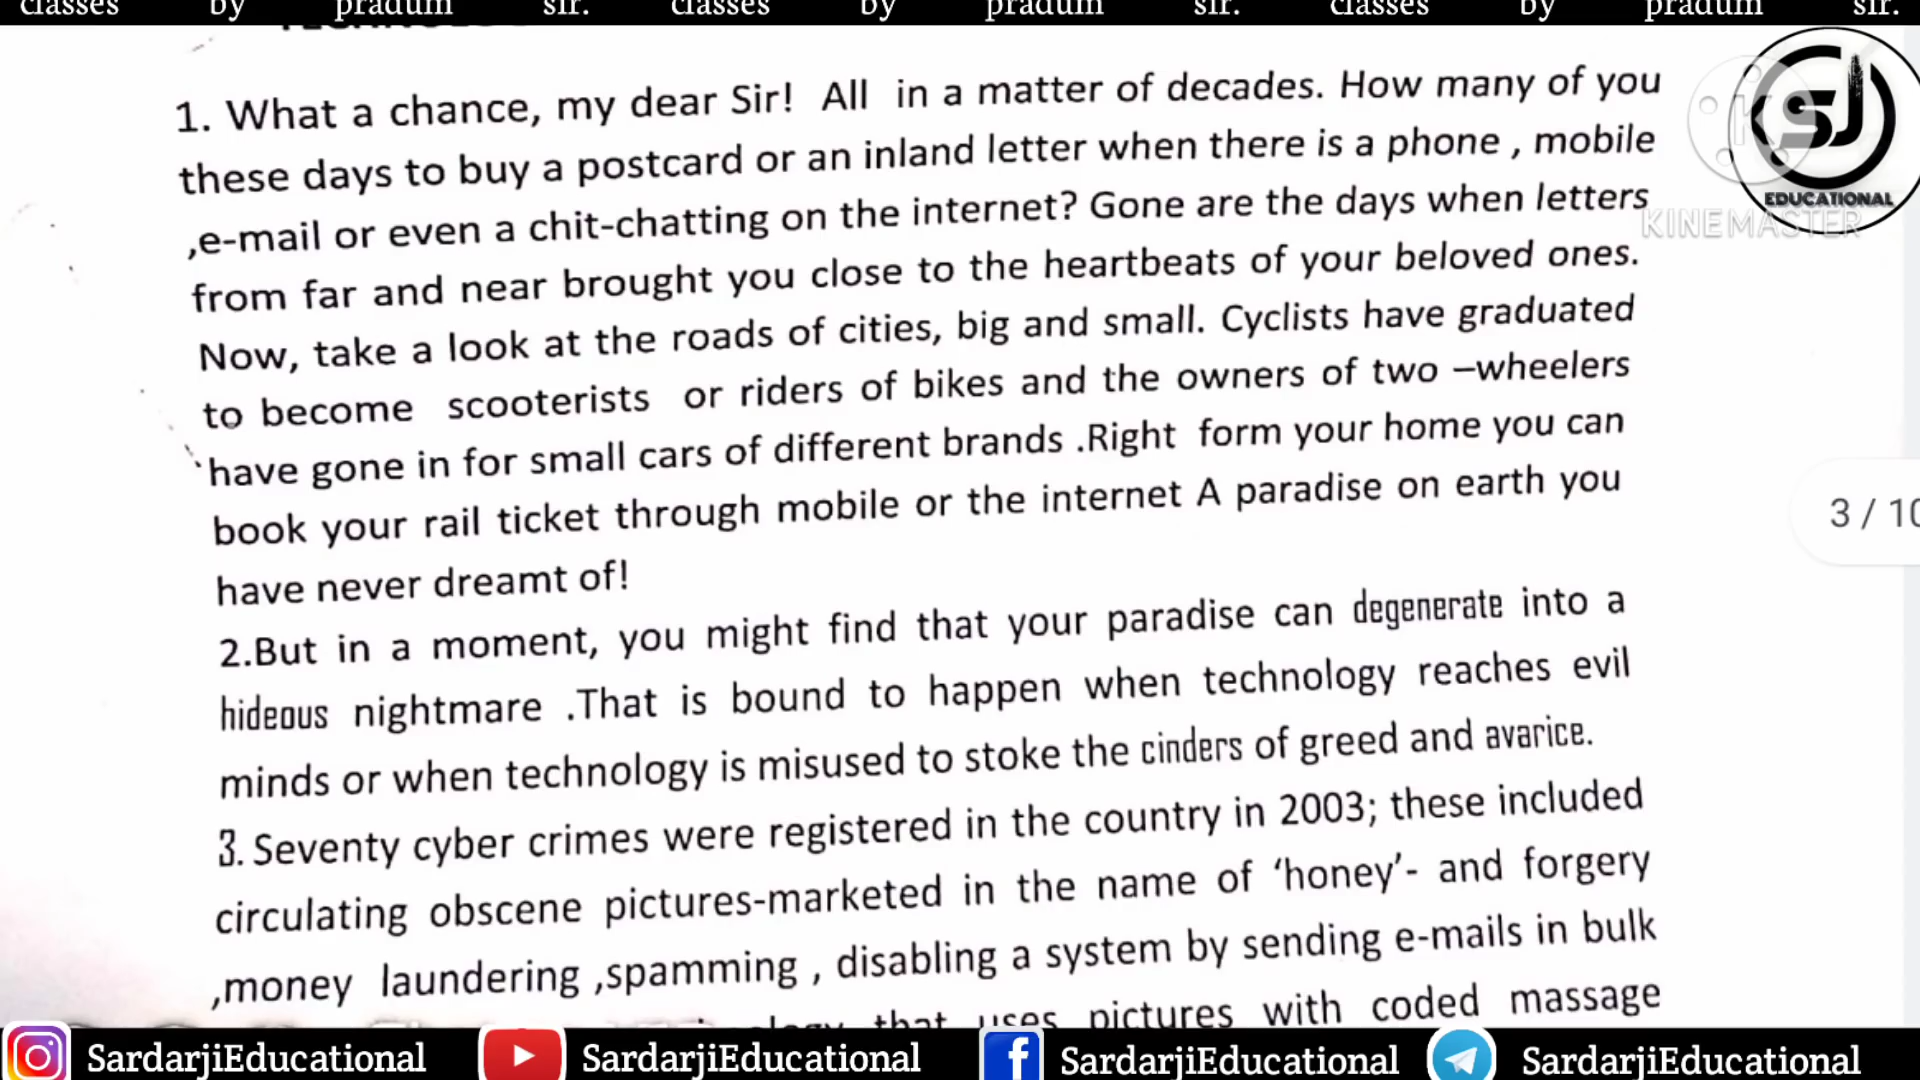 classes by pradum sir. classes by pradum sir. classes by pradum sir.
1. What a chance, my dear Sir! All in a matter of decades. How many of you
these days to buy a postcard or an inland letter when there is a phone , mobile
,e-mail or even a chit-chatting on the internet? Gone are the days when letters
from far and near brought you close to the heartbeats of your beloved ones.
Now, take a look at the roads of cities, big and small. Cyclists have graduated
to become scooterists or riders of bikes and the owners of two –wheelers
have gone in for small cars of different brands .Right form your home you can
book your rail ticket through mobile or the internet A paradise on earth you
have never dreamt of!
2.But in a moment, you might find that your paradise can degenerate into a
hideous nightmare .That is bound to happen when technology reaches evil
minds or when technology is misused to stoke the cinders of greed and avarice.
3. Seventy cyber crimes were registered in the country in 2003; these included
circulating obscene pictures-marketed in the name of ‘honey’- and forgery
,money laundering ,spamming , disabling a system by sending e-mails in bulk
that uses pictures with coded massage
SJ
EDUCATIONAL
KINEMASTER
3 / 10
SardarjiEducational SardarjiEducational SardarjiEducational SardarjiEducational